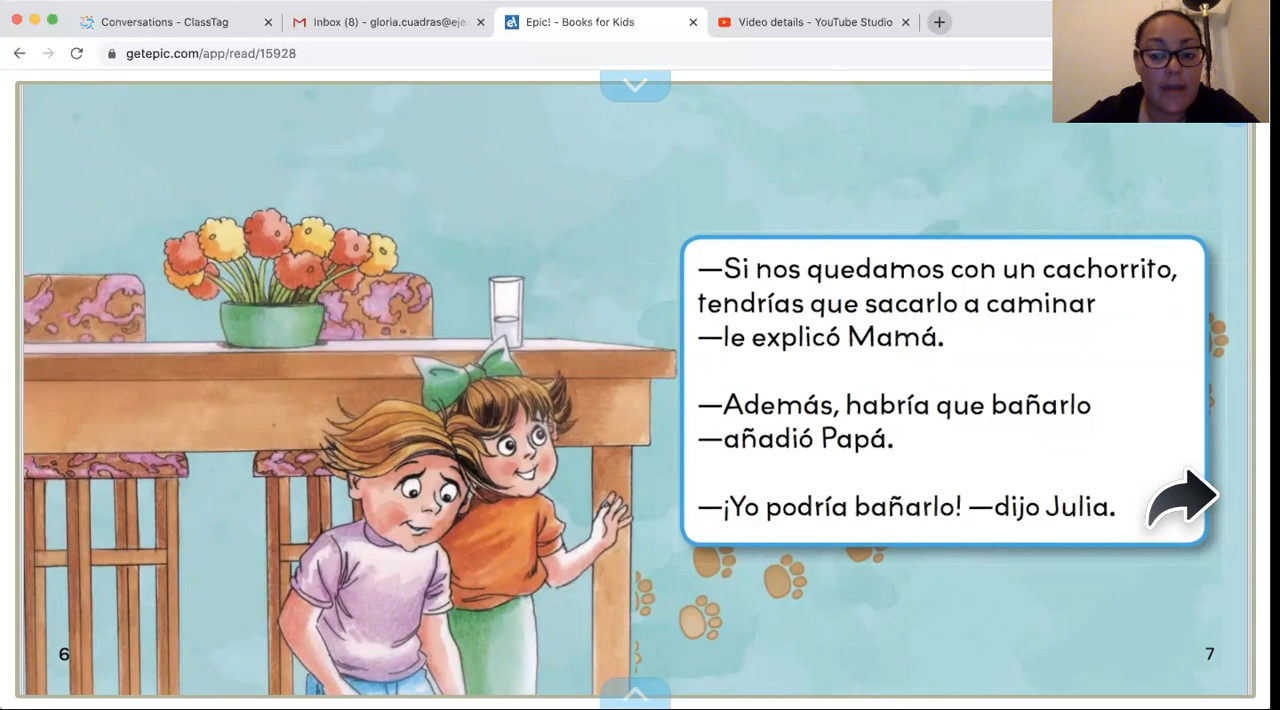 Conversations - ClassTag
Inbox (8) - gloria.cuadras@eje
Epic! - Books for Kids
Video details - YouTube Studio
getepic.com/app/read/15928
—Si nos quedamos con un cachorrito,
tendrías que sacarlo a caminar
—le explicó Mamá.
—Además, habría que bañarlo
—añadió Papá.
—¡Yo podría bañarlo! —dijo Julia.
6
7